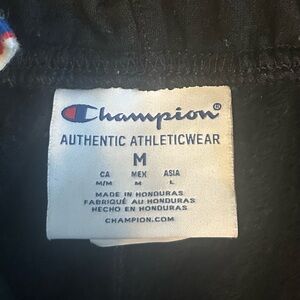 Champion®
AUTHENTIC ATHLETICWEAR
M
CA MEX ASIA
M/M M L
MADE IN HONDURAS
FABRIQUÉ AU HONDURAS
HECHO EN HONDURAS
CHAMPION.COM